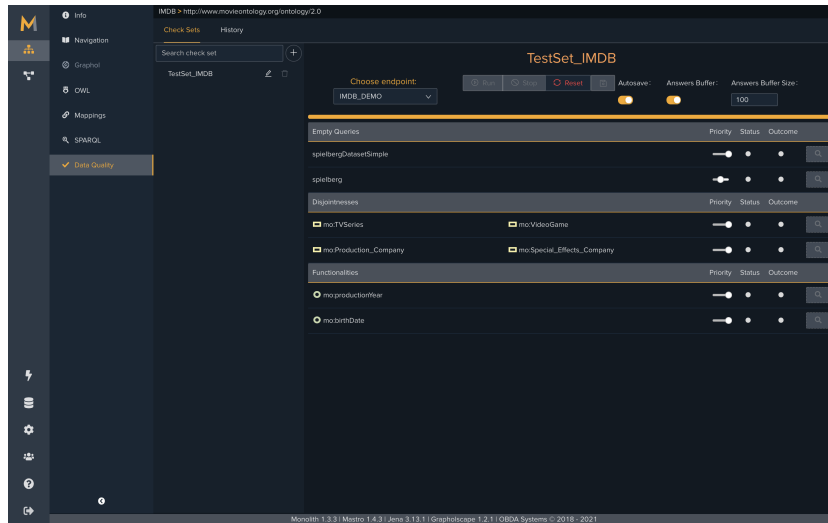 IMDB > http://www.movieontology.org/ontology/2.0
Info
Navigation
Graphol
OWL
Mappings
SPARQL
Data Quality
Check Sets History
Search check set
TestSet_IMDB
TestSet_IMDB
Choose endpoint:
IMDB_DEMO
Run Stop Reset
Autosave: Answers Buffer: Answers Buffer Size:
100
Empty Queries Priority Status Outcome
spielbergDatasetSimple
spielberg
Disjointnesses Priority Status Outcome
mo:TVSeries mo:VideoGame
mo:Production_Company mo:Special_Effects_Company
Functionalities Priority Status Outcome
mo:productionYear
mo:birthDate
Monolith 1.3.3 | Mastro 1.4.3 | Jena 3.13.1 | Grapholscape 1.2.1 | OBDA Systems © 2018 - 2021